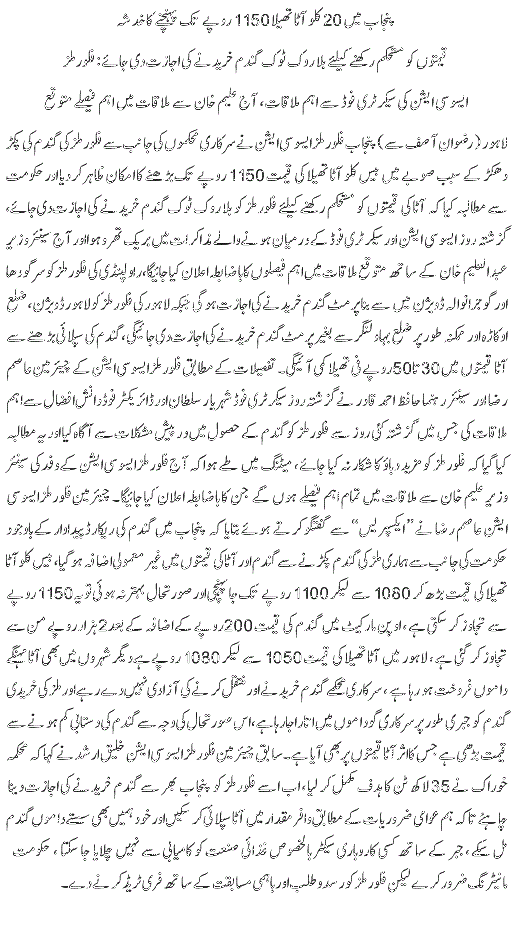 پنجاب میں 20 کلو آٹا تھیلا 1150 روپے تک پہنچنے کا خدشہ
قیمتوں کو مستحکم رکھنے کیلئے بلا روک ٹوک گندم خریدنے کی اجازت دی جائے: فلور ملز
ایسوسی ایشن کی سیکرٹری فوڈ سے اہم ملاقات، آج علیم خان سے ملاقات میں اہم فیصلے متوقع
لاہور (رضوان آصف سے) پنجاب فلور ملز ایسوسی ایشن نے سرکاری محکموں کی جانب سے فلور ملز کی گندم کی پکڑ
دھکڑ کے سبب صوبے میں بیس کلو آٹا تھیلا کی قیمت 1150 روپے تک بڑھنے کا امکان ظاہر کر دیا اور حکومت
سے مطالبہ کیا کہ آٹا کی قیمتوں کو مستحکم رکھنے کیلئے فلور ملز کو بلا روک ٹوک گندم خریدنے کی اجازت دی جائے،
گزشتہ روز ایسوسی ایشن اور سیکرٹری فوڈ کے درمیان ہونے والے مذاکرات میں بریک تھرو ہوا اور آج سینئر وزیر
عبدالعلیم خان کے ساتھ متوقع ملاقات میں اہم فیصلوں کا باضابطہ اعلان کیا جائیگا، راولپنڈی کی فلور ملز کو سرگودھا
اور گوجرانوالہ ڈویژن میں سے بنا پرمٹ گندم خریدنے کی اجازت ہوگی جبکہ لاہور کی فلور ملز کو لاہور ڈویژن، ضلع
اوکاڑہ اور ممکنہ طور پر ضلع بہاولنگر سے بغیر پرمٹ گندم خریدنے کی اجازت دی جائیگی، گندم کی سپلائی بڑھنے سے
آٹا قیمتوں میں 30 تا 50 روپے فی تھیلا کمی آئیگی۔ تفصیلات کے مطابق فلور ملز ایسوسی ایشن کے چیئرمین عاصم
رضا اور سینئر رہنما حافظ احمد قادر نے گزشتہ روز سیکرٹری فوڈ شہریار سلطان اور ڈائریکٹر فوڈ دانش افضال سے اہم
ملاقات کی جس میں گزشتہ کئی روز سے فلور ملز کو گندم کے حصول میں درپیش مشکلات سے آگاہ کیا اور یہ مطالبہ
کیا گیا کہ فلور ملز کو مزید دباؤ کا شکار نہ کیا جائے، میٹنگ میں طے ہوا کہ آج فلور ملز ایسوسی ایشن کے وفد کی سینئر
وزیر علیم خان سے ملاقات میں تمام اہم فیصلے ہوں گے جن کا باضابطہ اعلان کیا جائیگا۔ چیئرمین فلور ملز ایسوسی
ایشن عاصم رضا نے ’’ایکسپریس‘‘ سے گفتگو کرتے ہوئے بتایا کہ پنجاب میں گندم کی ریکارڈ پیداوار کے باوجود
حکومت کی جانب سے ہماری ملز کی گندم پکڑنے سے گندم اور آٹا کی قیمتوں میں غیر معمولی اضافہ ہو گیا، بیس کلو آٹا
تھیلا کی قیمت بڑھ کر 1080 سے لیکر 1100 روپے تک جا پہنچی اور صورتحال بہتر نہ ہوئی تو یہ 1150 روپے
سے تجاوز کر سکتی ہے، اوپن مارکیٹ میں گندم کی قیمت 200 روپے کے اضافہ کے بعد 2 ہزار روپے من سے
تجاوز کر گئی ہے، لاہور میں آٹا تھیلا کی قیمت 1050 سے لیکر 1080 روپے ہے دیگر شہروں میں بھی آٹا مہنگے
داموں فروخت ہو رہا ہے، سرکاری محکمے گندم خریدنے اور منتقل کرنے کی آزادی نہیں دے رہے اور ملز کی خریدی
گندم کو جبری طور پر سرکاری گوداموں میں اتارا جا رہا ہے، اس صورتحال کی وجہ سے گندم کی دستیابی کم ہونے سے
قیمت بڑھی ہے جس کا اثر آٹا قیمتوں پر بھی آیا ہے۔ سابق چیئرمین فلور ملز ایسوسی ایشن خلیق ارشد نے کہا کہ محکمہ
خوراک نے 35 لاکھ ٹن کا ہدف مکمل کر لیا، اب اسے فلور ملز کو پنجاب بھر سے گندم خریدنے کی اجازت دینا
چاہئے تاکہ ہم عوامی ضروریات کے مطابق وافر مقدار میں آٹا سپلائی کر سکیں اور خود ہمیں بھی سستے داموں گندم
مل سکے، جبر کے ساتھ کسی کاروباری سیکٹر بالخصوص غذائی صنعت کو کامیابی سے نہیں چلایا جا سکتا، حکومت
مانیٹرنگ ضرور کرے لیکن فلور ملز کو رسد و طلب اور باہمی مسابقت کے ساتھ فری ٹریڈ کرنے دے۔